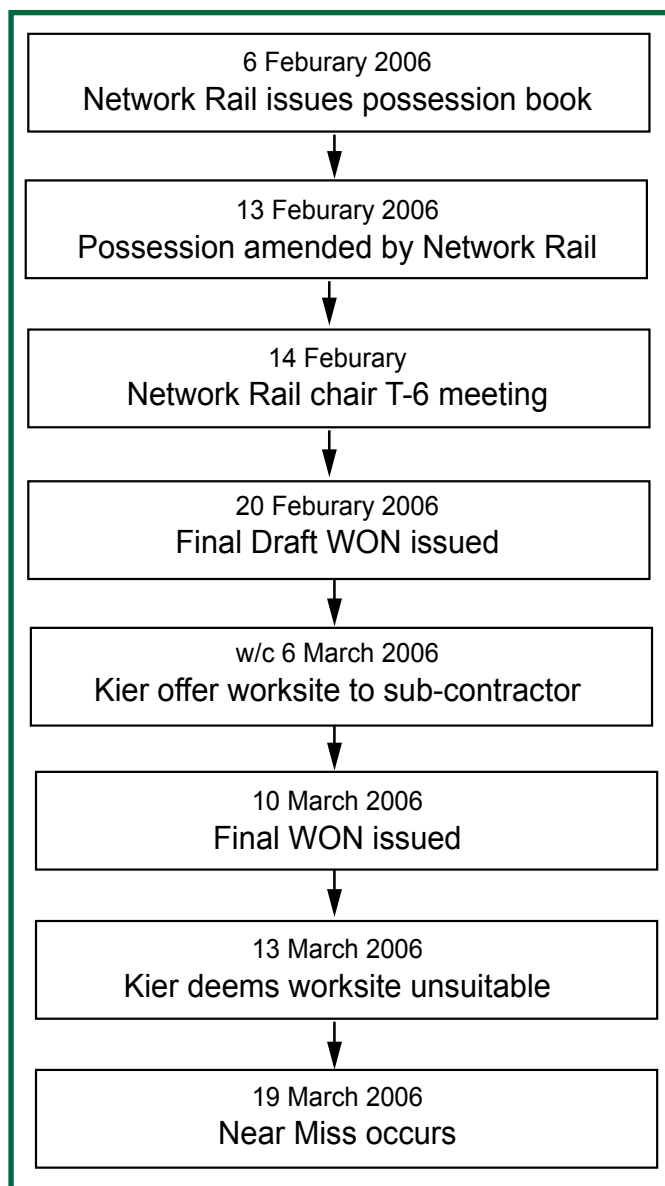 6 Feburary 2006
Network Rail issues possession book
13 Feburary 2006
Possession amended by Network Rail
14 Feburary
Network Rail chair T-6 meeting
20 Feburary 2006
Final Draft WON issued
w/c 6 March 2006
Kier offer worksite to sub-contractor
10 March 2006
Final WON issued
13 March 2006
Kier deems worksite unsuitable
19 March 2006
Near Miss occurs